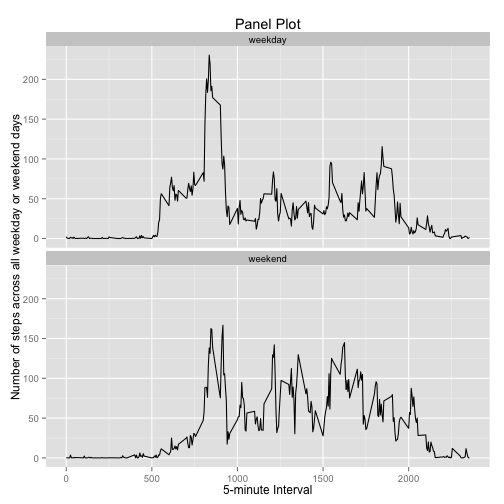 Panel Plot
weekday
200
150
100
50
0
weekend
200
150
100
50
0
0 500 1000 1500 2000
5-minute Interval
Number of steps across all weekday or weekend days